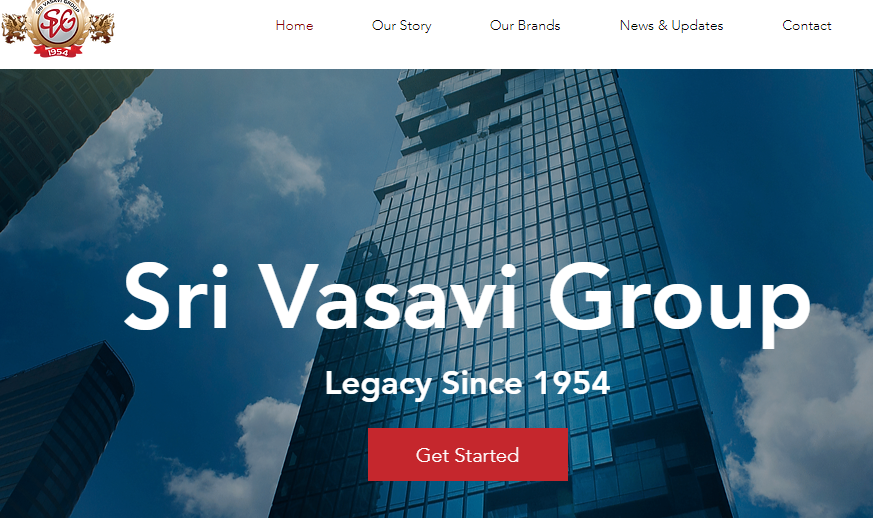 SRI VASAVI GROUP
SVG
1954
Home
Our Story
Our Brands
News & Updates
Contact
Sri Vasavi Group
Legacy Since 1954
Get Started